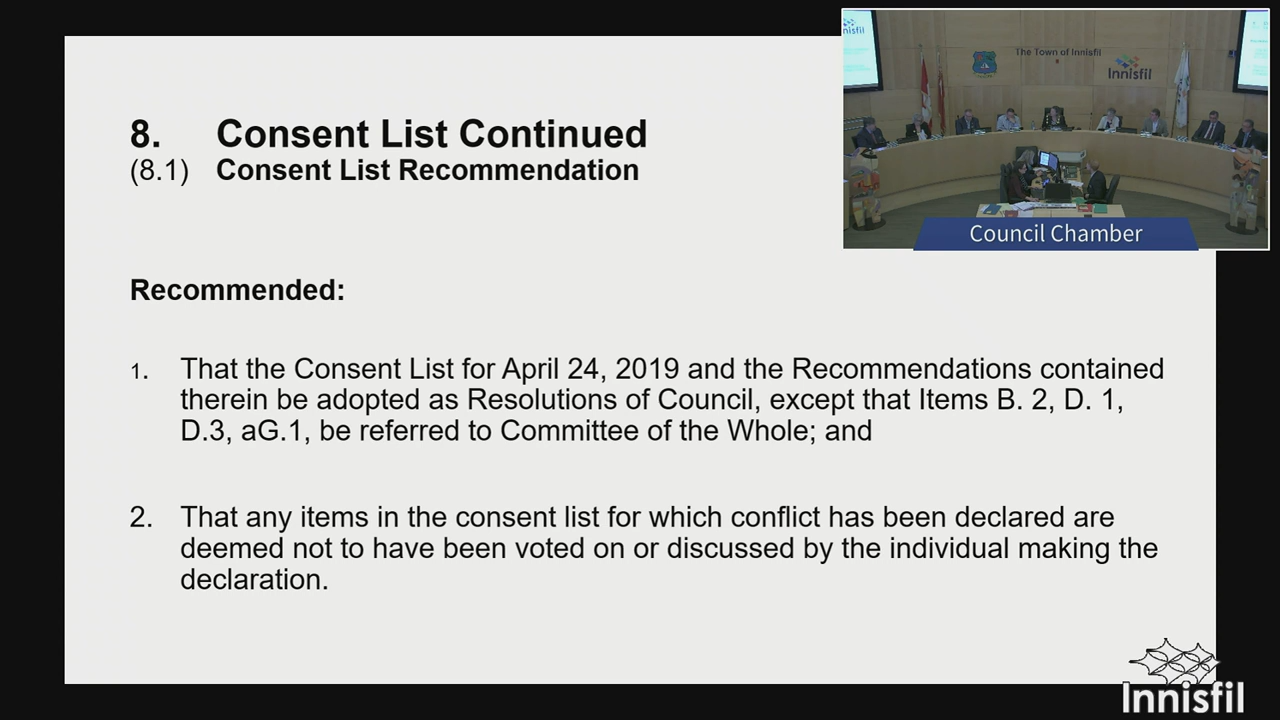 8. Consent List Continued
(8.1) Consent List Recommendation
Recommended:
1. That the Consent List for April 24, 2019 and the Recommendations contained
therein be adopted as Resolutions of Council, except that Items B. 2, D. 1,
D.3, aG.1, be referred to Committee of the Whole; and
2. That any items in the consent list for which conflict has been declared are
deemed not to have been voted on or discussed by the individual making the
declaration.
nisfil
The Town of Innisfil
Innisfil
Council Chamber
Innisfil